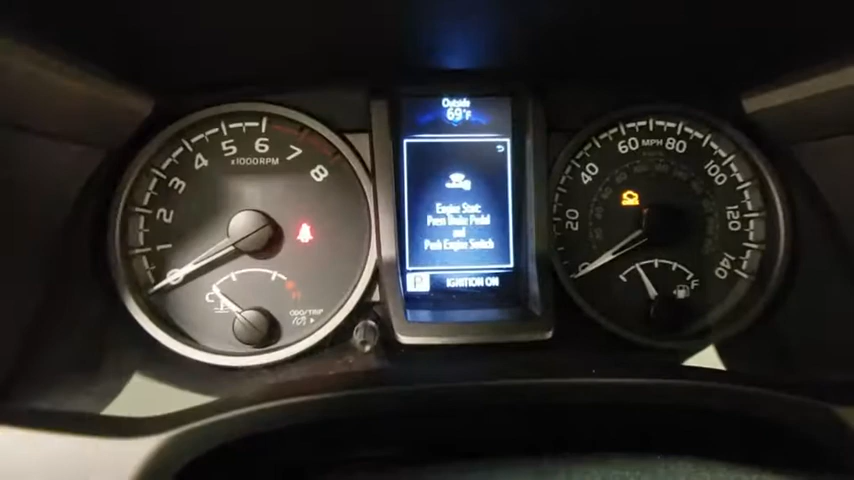 Outside
69°F
Engine Start:
Press Brake Pedal
and
Push Engine Switch
P
IGNITION ON
1
2
3
4
5
6
7
8
x1000RPM
C
ODO/TRIP
20
40
60
80
100
120
140
MPH
F